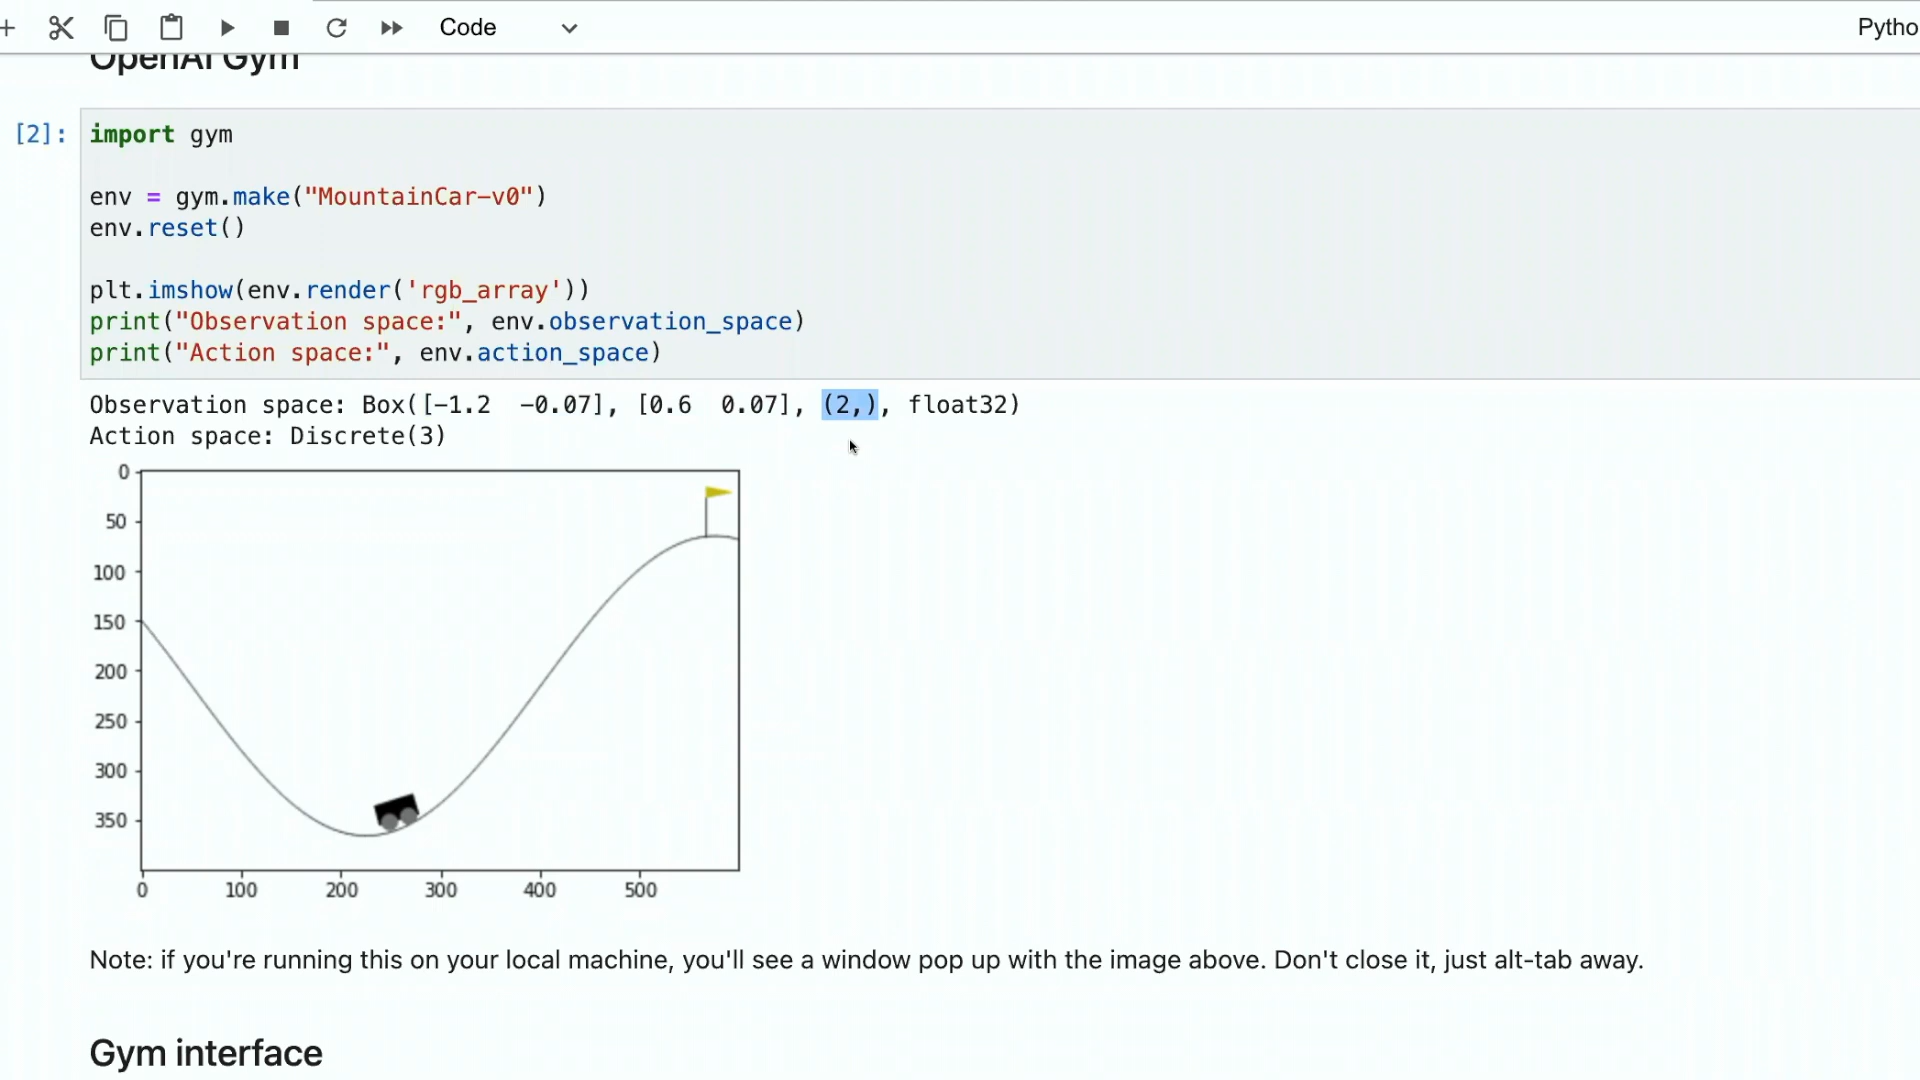 Code
Pytho
OpenAI Gym
[2]:
import gym
env = gym.make("MountainCar-v0")
env.reset()
plt.imshow(env.render('rgb_array'))
print("Observation space:", env.observation_space)
print("Action space:", env.action_space)
Observation space: Box([-1.2  -0.07], [0.6  0.07], (2,), float32)
Action space: Discrete(3)
0
50
100
150
200
250
300
350
0 100 200 300 400 500
Note: if you're running this on your local machine, you'll see a window pop up with the image above. Don't close it, just alt-tab away.
Gym interface